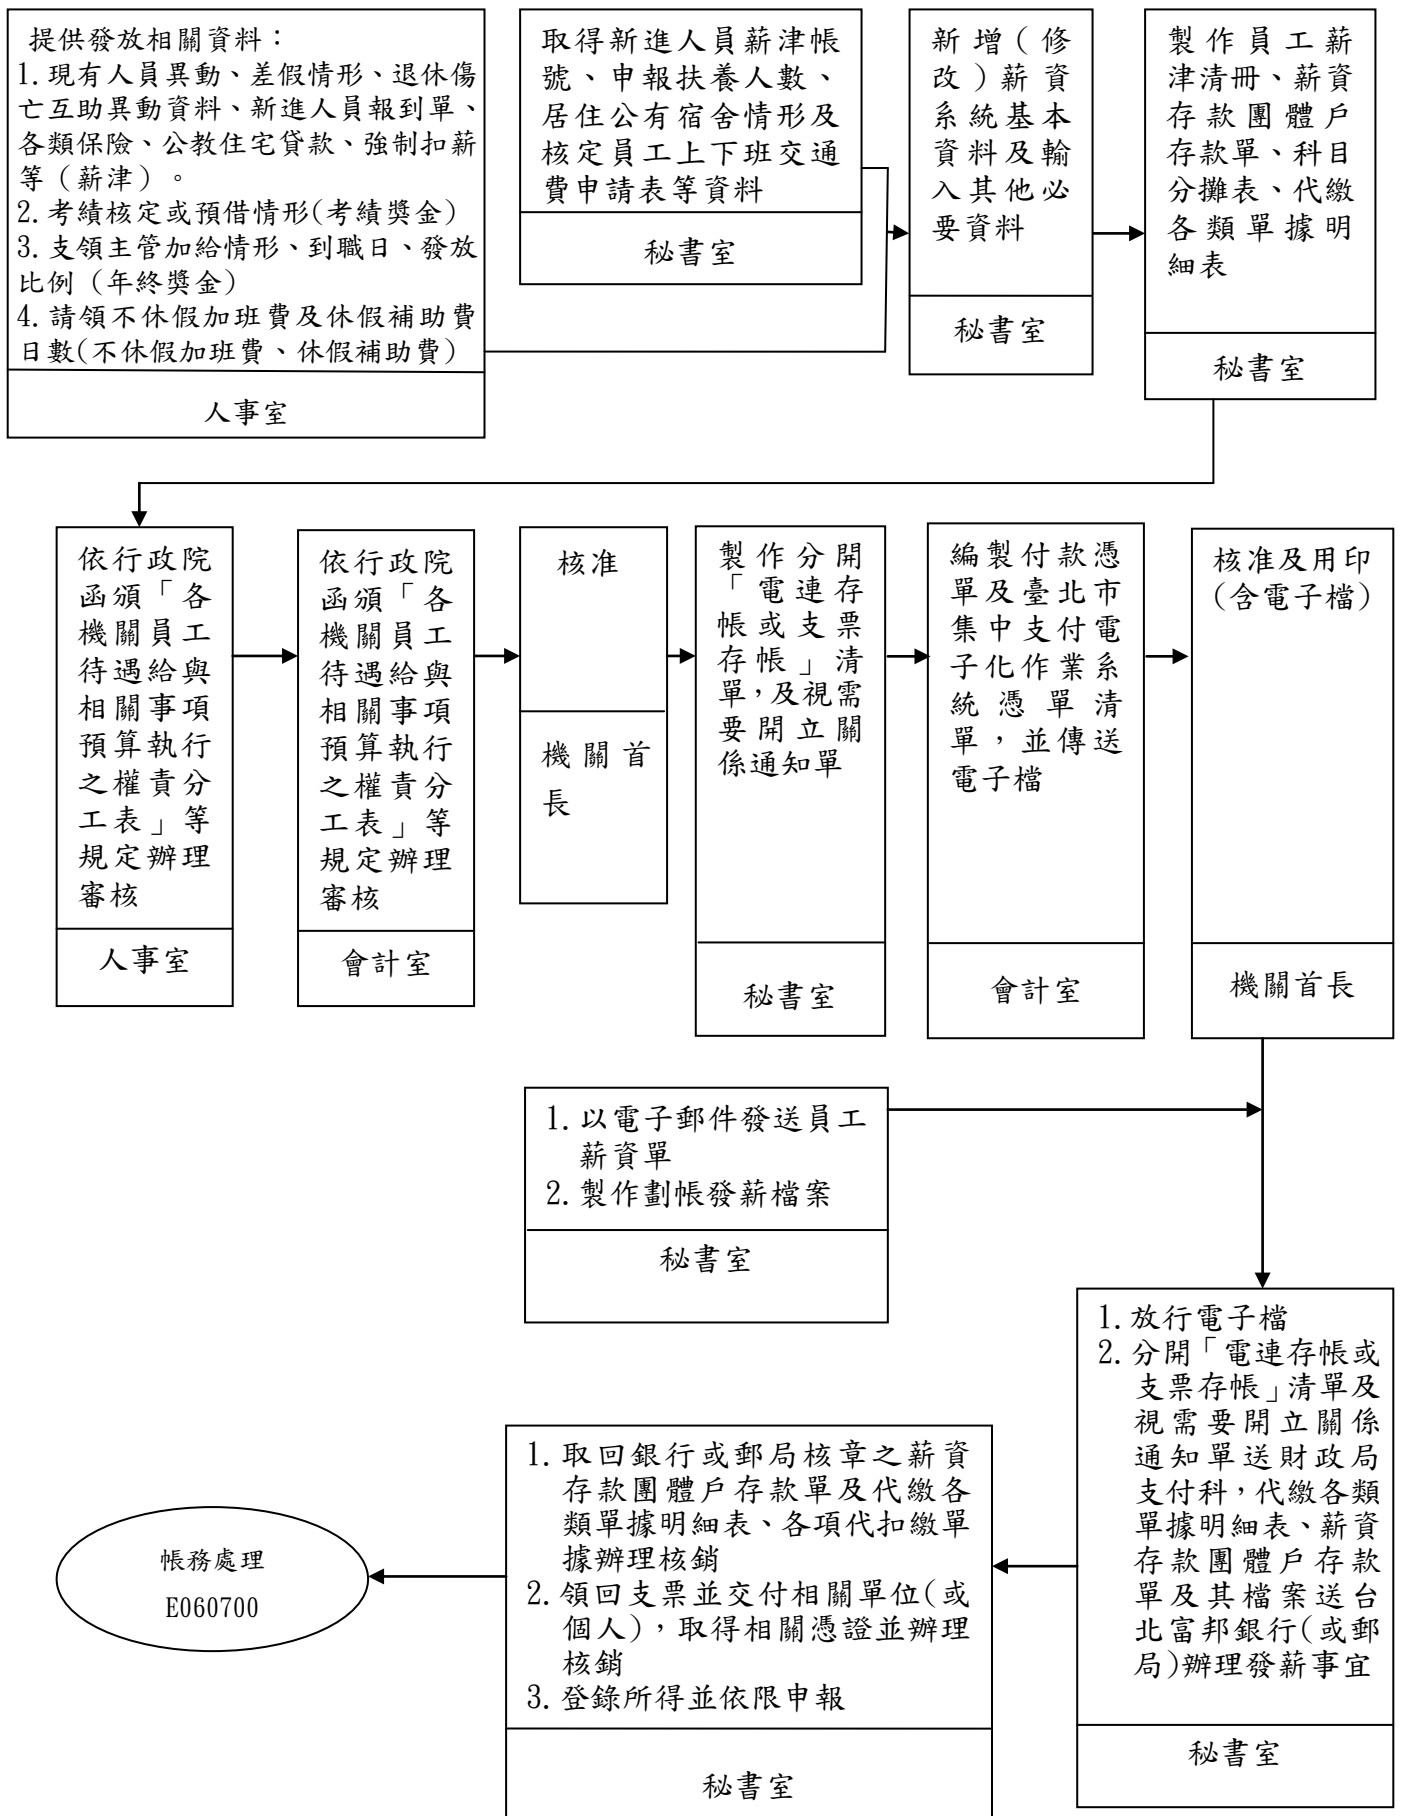 提供發放相關資料：
1.現有人員異動、差假情形、退休傷
亡互助異動資料、新進人員報到單、
各類保險、公教住宅貸款、強制扣薪
等（薪津）。
2.考績核定或預借情形(考績獎金)
3.支領主管加給情形、到職日、發放
比例（年終獎金）
4.請領不休假加班費及休假補助費
日數(不休假加班費、休假補助費)
人事室
取得新進人員薪津帳
號、申報扶養人數、
居住公有宿舍情形及
核定員工上下班交通
費申請表等資料
秘書室
新增（修
改）薪資
系統基本
資料及輸
入其他必
要資料
秘書室
製作員工薪
津清冊、薪資
存款團體戶
存款單、科目
分攤表、代繳
各類單據明
細表
秘書室
依行政院
函頒「各
機關員工
待遇給與
相關事項
預算執行
之權責分
工表」等
規定辦理
審核
人事室
依行政院
函頒「各
機關員工
待遇給與
相關事項
預算執行
之權責分
工表」等
規定辦理
審核
會計室
核准
機關首
長
製作分開
「電連存
帳或支票
存帳」清
單，及視需
要開立關
係通知單
秘書室
編製付款憑
單及臺北市
集中支付電
子化作業系
統憑單清
單，並傳送
電子檔
會計室
核准及用印
(含電子檔)
機關首長
1.以電子郵件發送員工
薪資單
2.製作劃帳發薪檔案
秘書室
1.放行電子檔
2.分開「電連存帳或
支票存帳」清單及
視需要開立關係
通知單送財政局
支付科，代繳各類
單據明細表、薪資
存款團體戶存款
單及其檔案送台
北富邦銀行(或郵
局)辦理發薪事宜
秘書室
1.取回銀行或郵局核章之薪資
存款團體戶存款單及代繳各
類單據明細表、各項代扣繳單
據辦理核銷
2.領回支票並交付相關單位(或
個人)，取得相關憑證並辦理
核銷
3.登錄所得並依限申報
秘書室
帳務處理
E060700